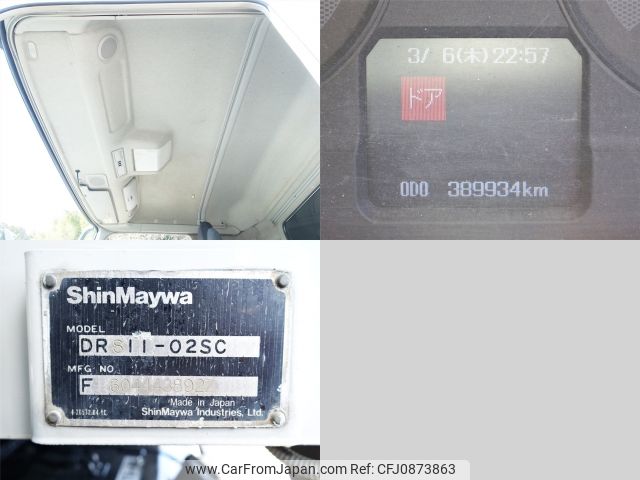 3/ 6(木)22:57
ドア
ODO 389934km
ShinMaywa
MODEL
DRS11-02SC
MFG NO.
F
Made in Japan
ShinMaywa Industries, Ltd.
www.CarFromJapan.com | REF: CFJ0873863